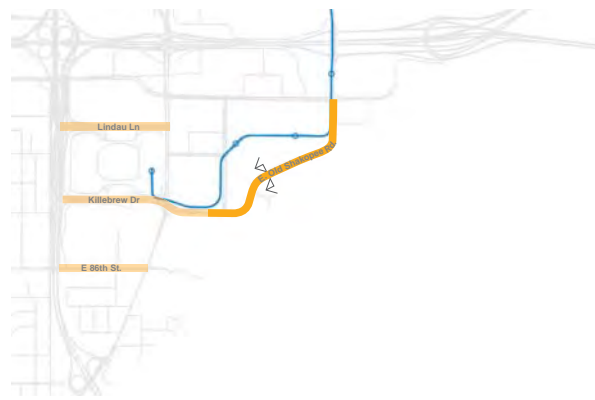 Lindau Ln
E. Old Shakopee Rd.
Killebrew Dr
E 86th St.